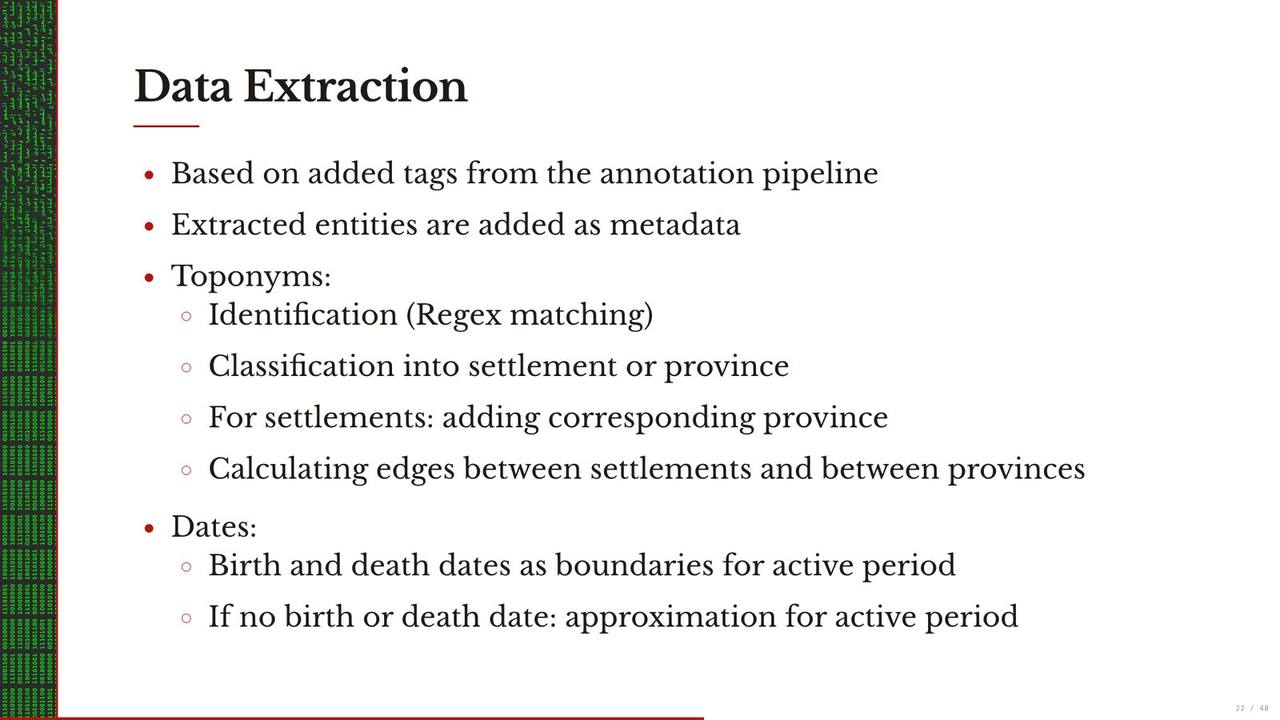 Data Extraction
• Based on added tags from the annotation pipeline
• Extracted entities are added as metadata
• Toponyms:
○ Identification (Regex matching)
○ Classification into settlement or province
○ For settlements: adding corresponding province
○ Calculating edges between settlements and between provinces
• Dates:
○ Birth and death dates as boundaries for active period
○ If no birth or death date: approximation for active period
22 / 40